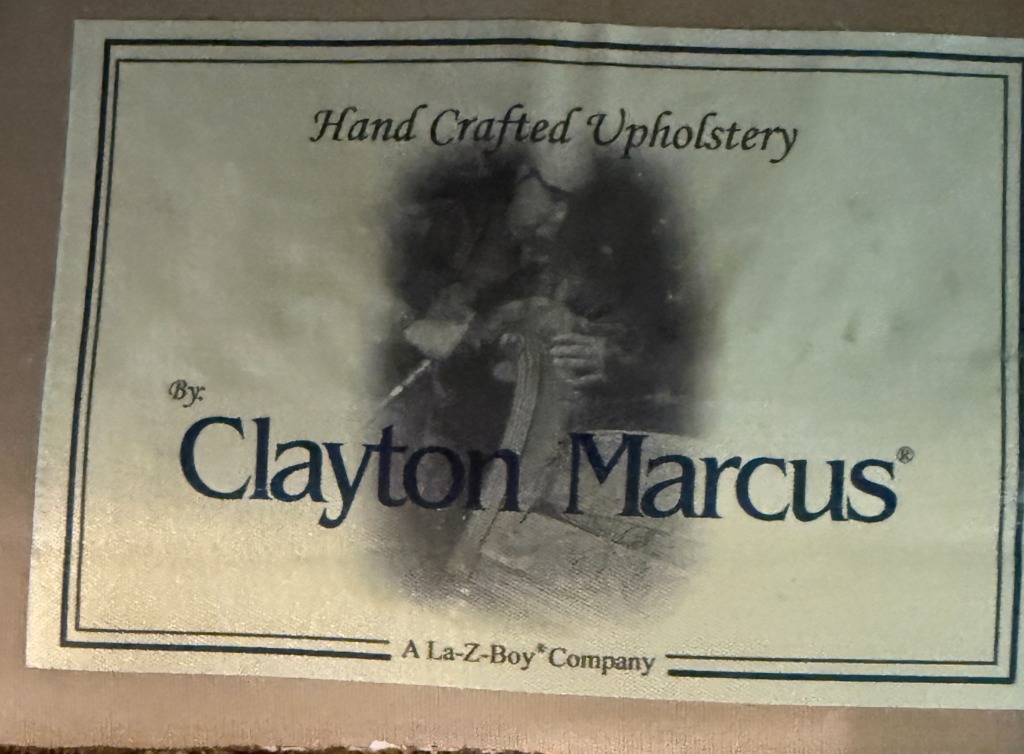 Hand Crafted Upholstery
By:
Clayton Marcus®
A La-Z-Boy® Company